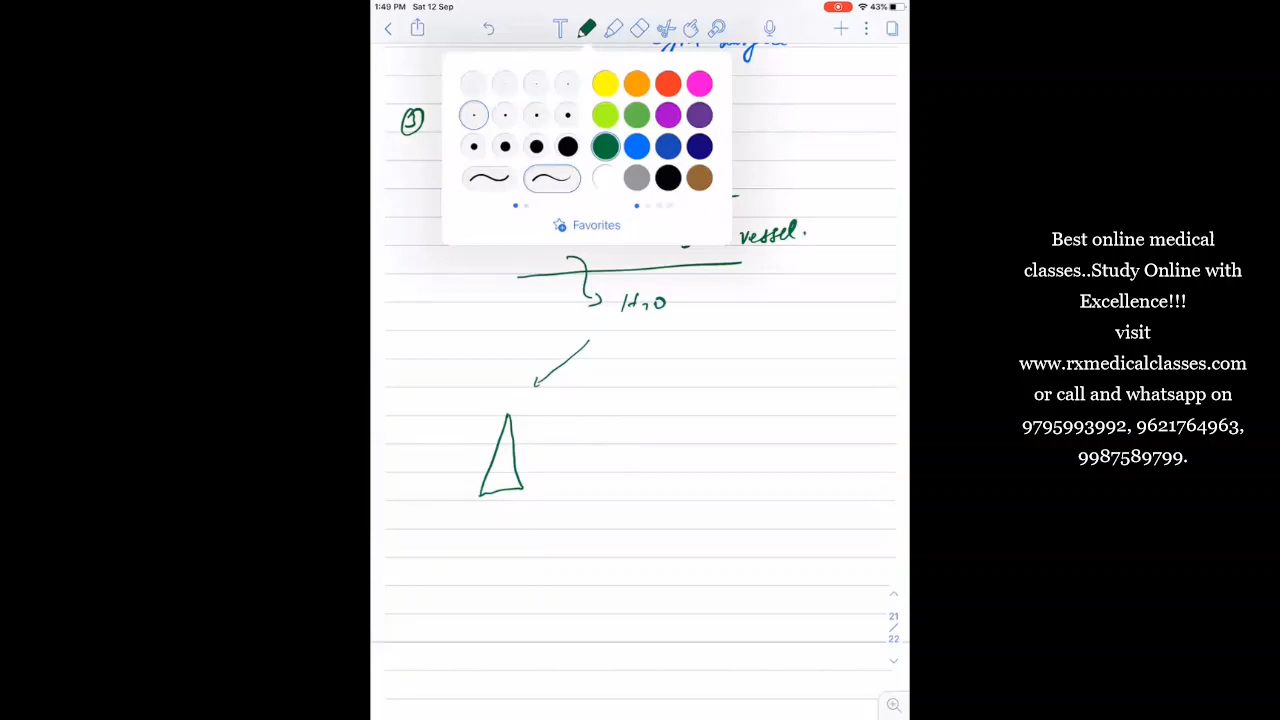 1:49 PM Sat 12 Sep
43%
T
3
Favorites
vessel.
H2O
21
/
22
Best online medical
classes..Study Online with
Excellence!!!
visit
www.rxmedicalclasses.com
or call and whatsapp on
9795993992, 9621764963,
9987589799.